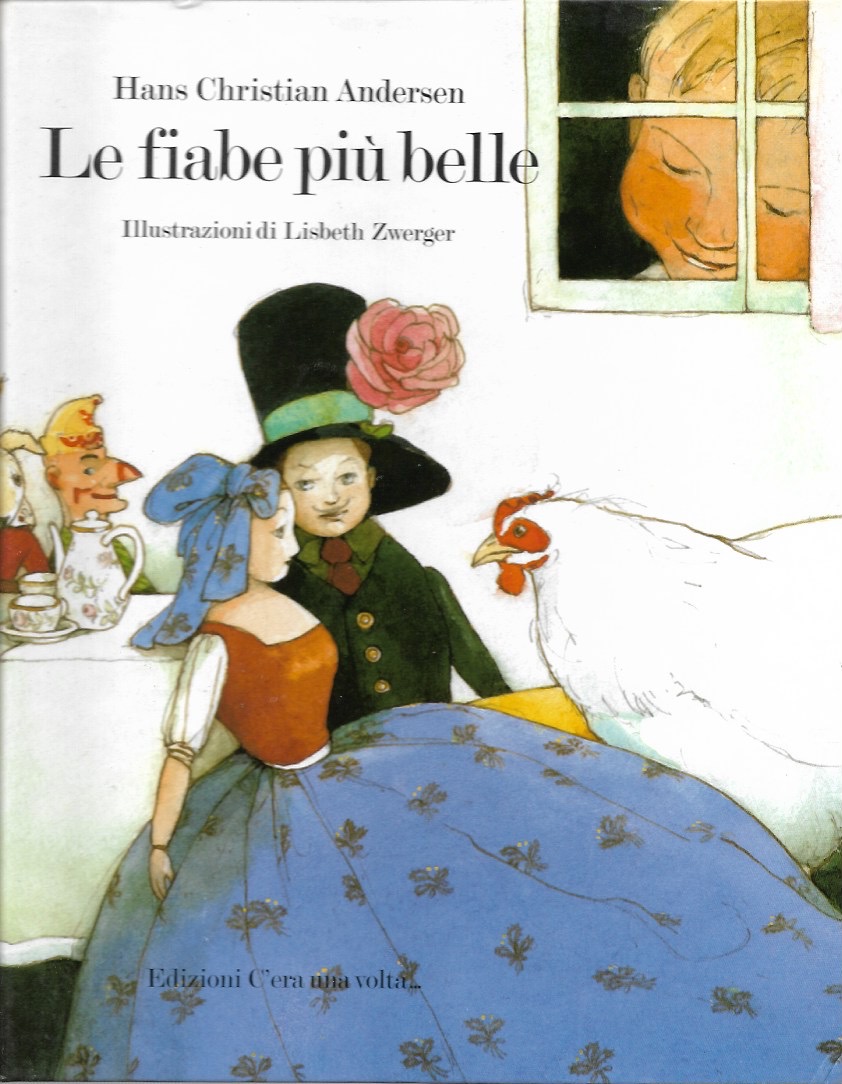 Hans Christian Andersen
Le fiabe più belle
Illustrazioni di Lisbeth Zwerger
Edizioni C'era una volta...